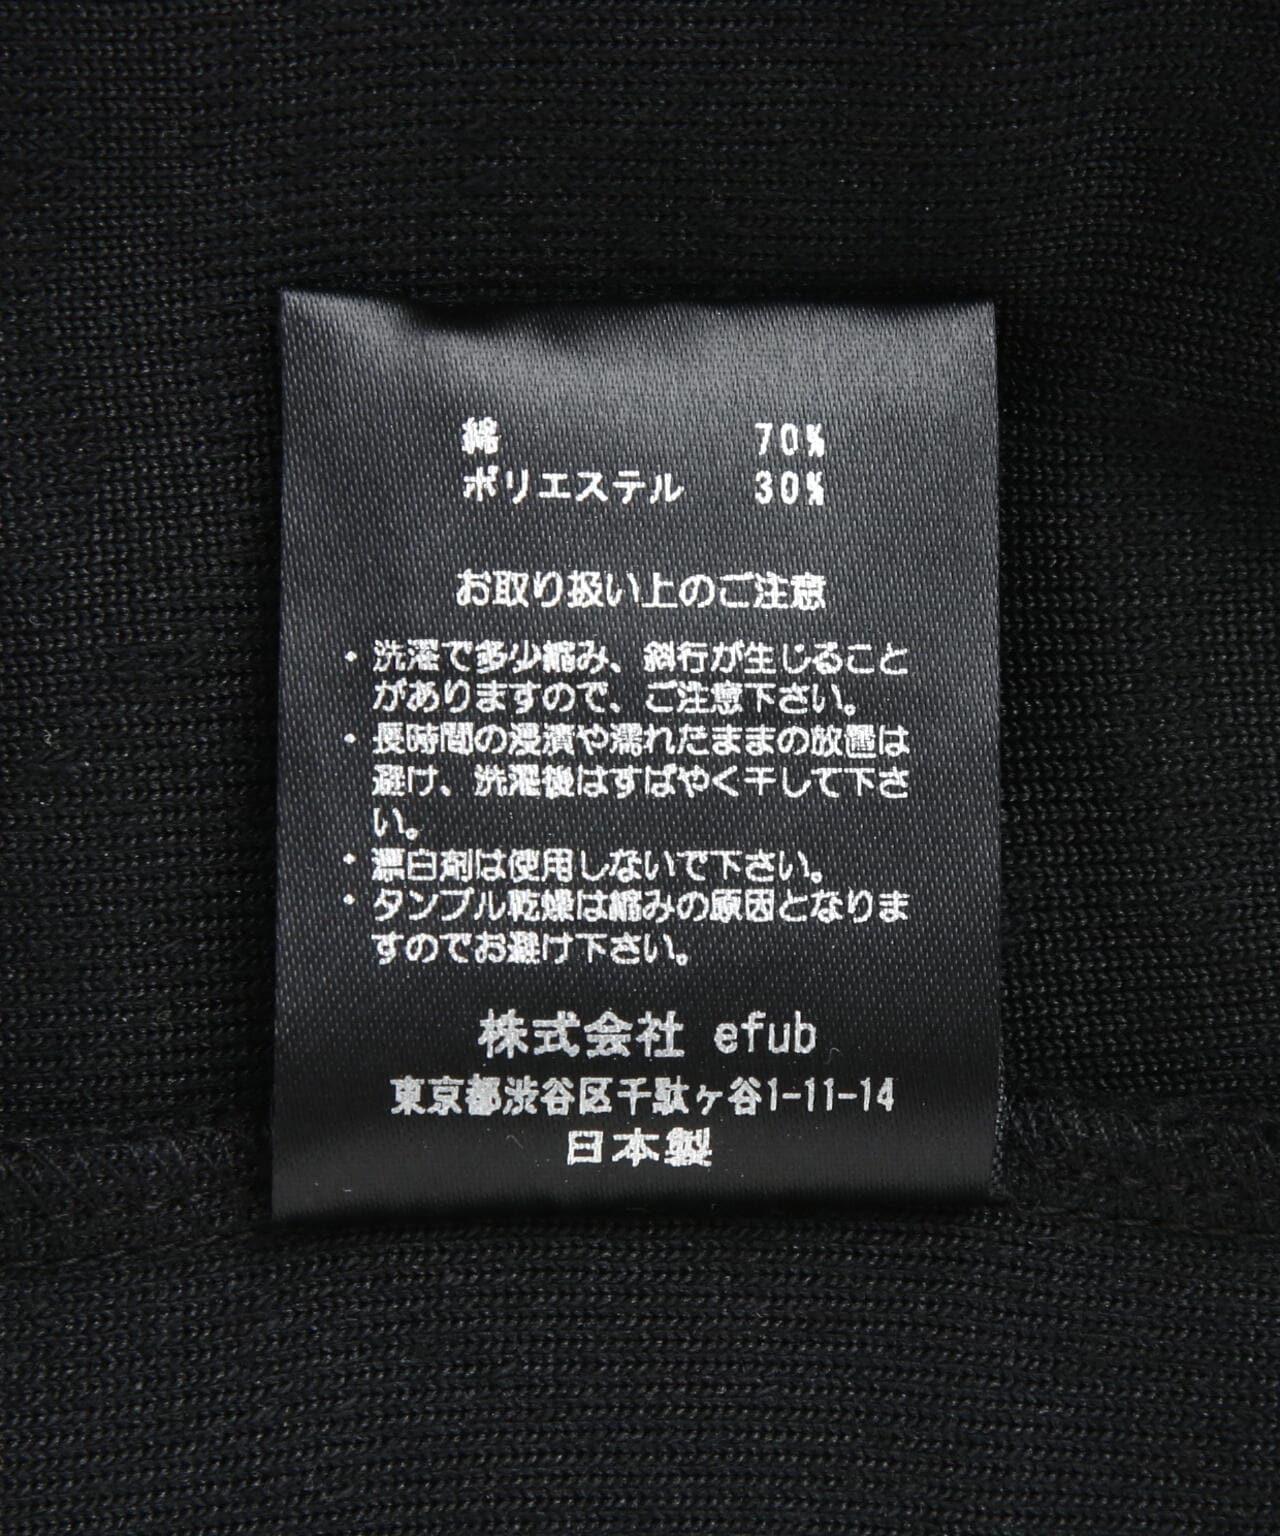 綿 70%
ポリエステル 30%
お取り扱い上のご注意
・洗濯で多少縮み、斜行が生じること
がありますので、ご注意下さい。
・長時間の浸漬や濡れたままの放置は
避け、洗濯後はすばやく干して下さ
い。
・漂白剤は使用しないで下さい。
・タンブル乾燥は縮みの原因となりま
すのでお避け下さい。
株式会社 efub
東京都渋谷区千駄ヶ谷1-11-14
日本製